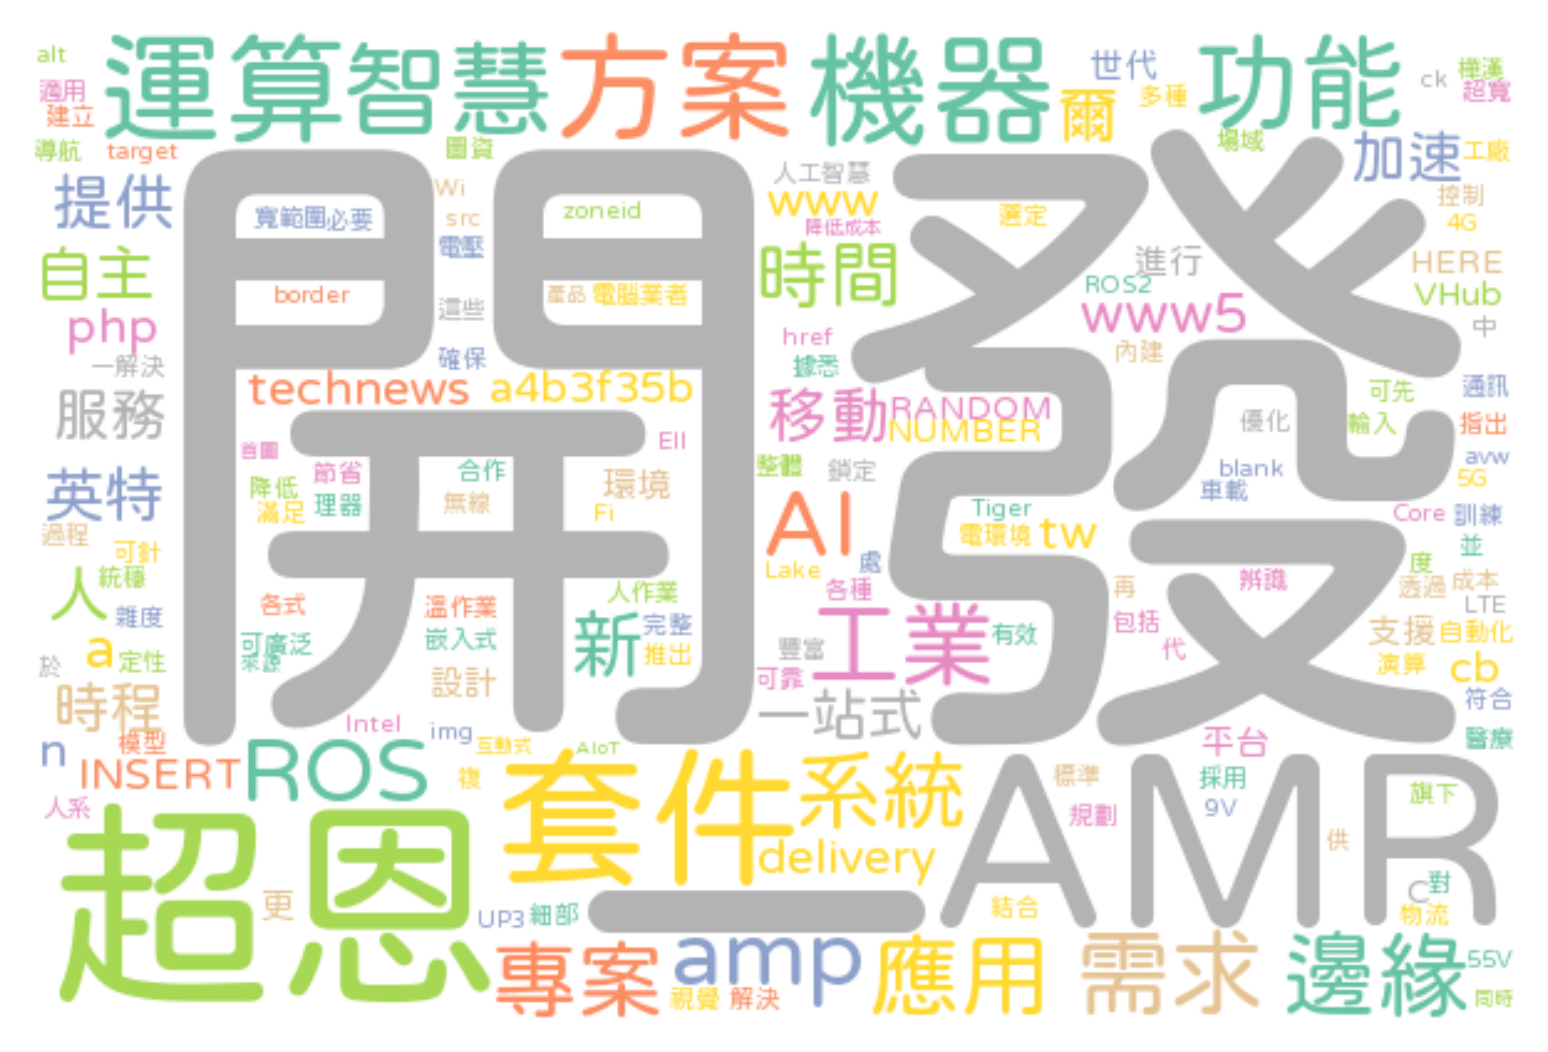 alt 運算 智慧 方案 機器 世代 功能 ck 樺漢
適用 爾 多種 超寬
建立
導航 target 圖資 場域 加速 工廠
提供 Wi 人工智慧 控制
寬範圍 必要 src zoneid www 選定 4G
降低成本
自主 電壓 時間 進行 HERE
border 產品 電腦業者 ROS2 VHub
php 這些 www5 中
一解決 確保 href 內建
開發
technews a4b3f35b 據悉 可先 通訊
服務 移動 RANDOM 優化 輸入 指出
首圖 EII NUMBER
英特 降低 節省 合作 環境 整體 鎖定 blank avw
滿足 理器 無線 Fi AI Tiger 車載 5G
過程 電環境 tw Core 訓練
可針 Lake 處 並
人 統穩 人作業 各種 再 辨識 度 透過 成本
雜度 各式 溫作業 工業 包括 LTE
a 定性 可廣泛 嵌入式 新 完整 豐富 有效 代 支援 自動化
於 來源 設計 推出 可靠 演算 cb
時程 Intel img 一站式 符合
n 模型 互動式 AIoT 平台 醫療
INSERT ROS 複 套件 系統 標準 採用 旗下
人系 規劃 9V
超恩 delivery AMR 供
更 UP3 細部 一 結合 C 對
物流
專案 amp 應用 需求 邊緣 55V
視覺 解決 同時